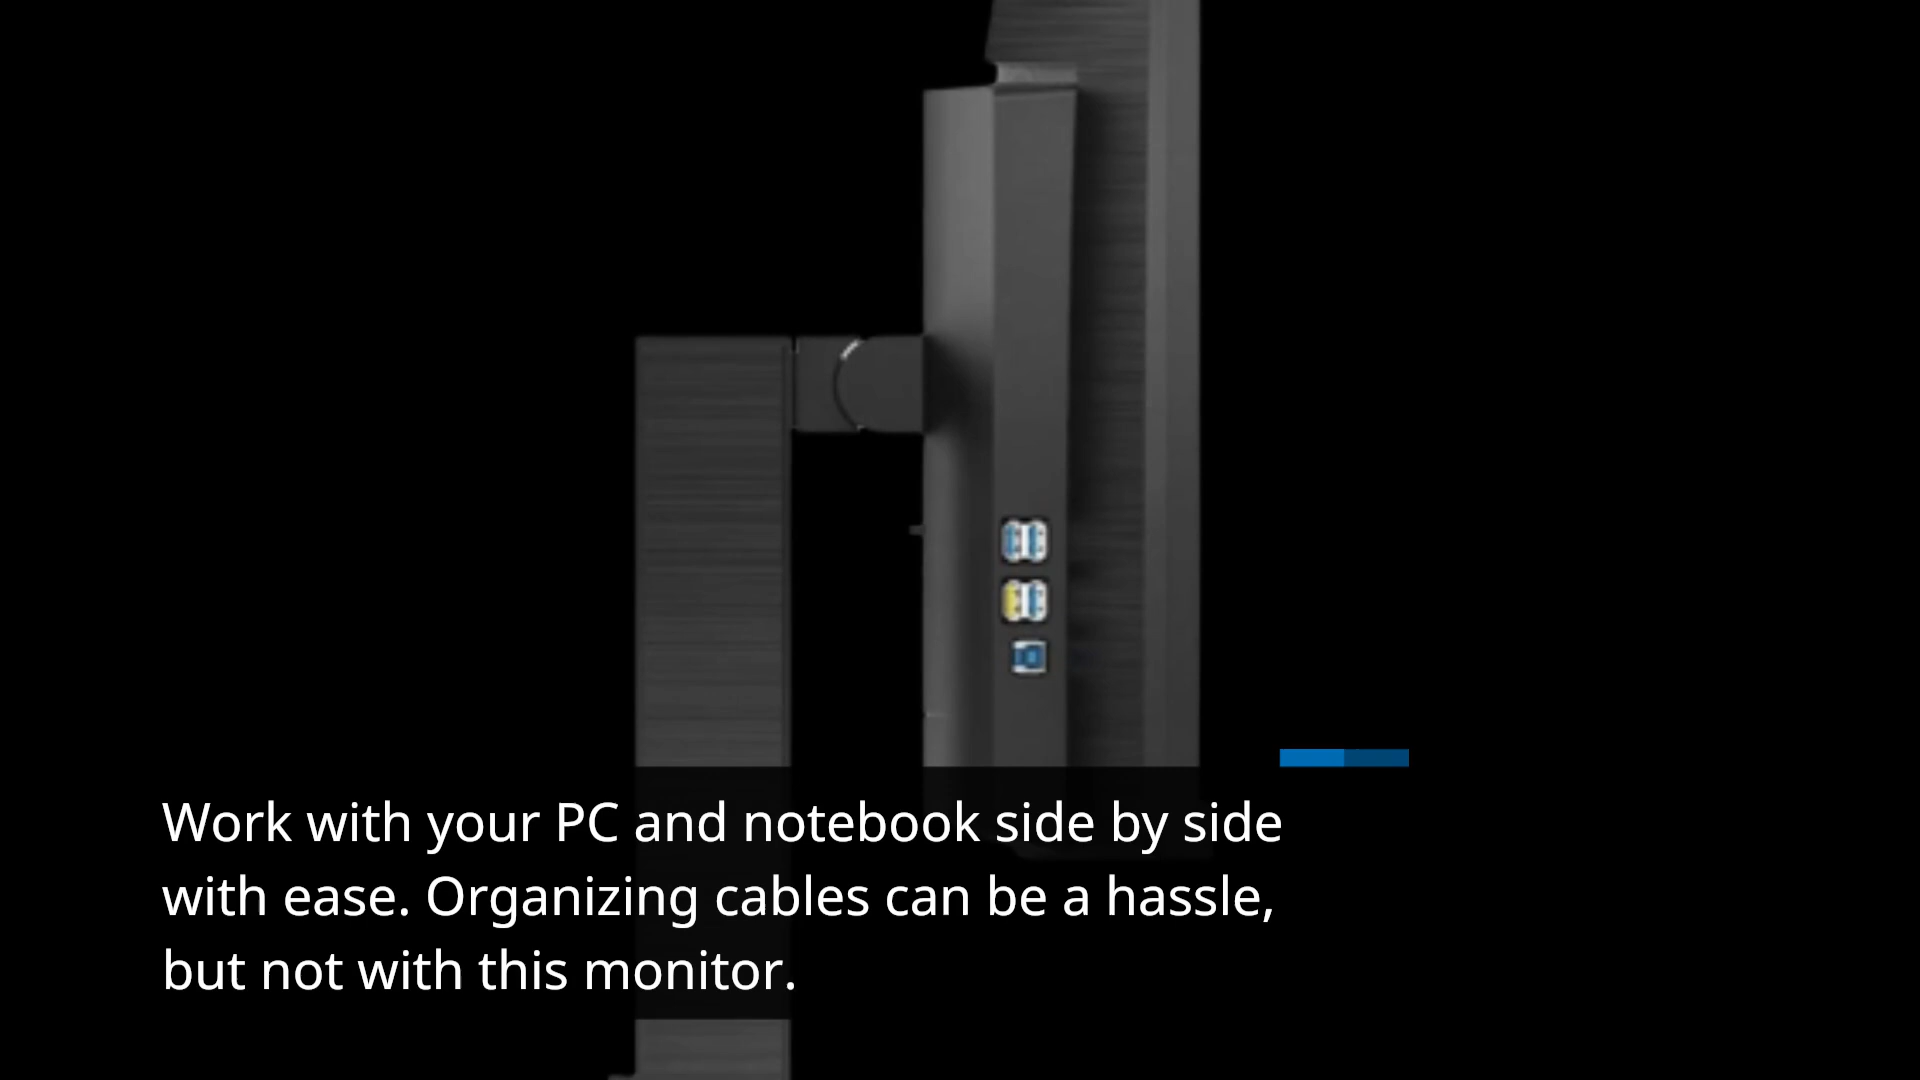 Work with your PC and notebook side by side
with ease. Organizing cables can be a hassle,
but not with this monitor.